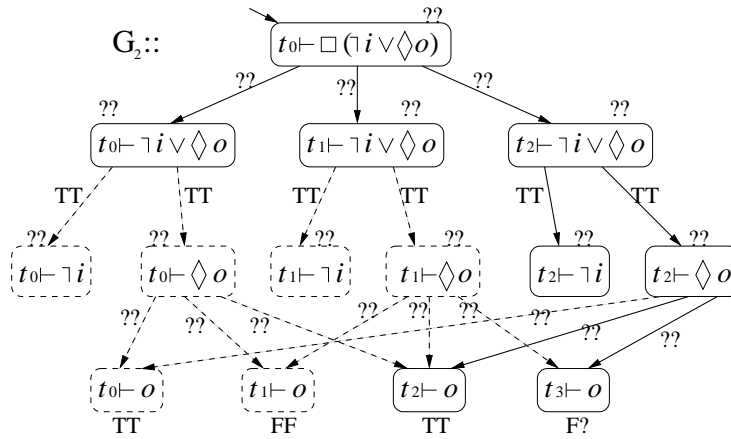 ??
G₂::
t₀⊢□(⅂i∨◊o)
?? ?? ??
?? ?? ??
t₀⊢⅂i∨◊o t₁⊢⅂i∨◊o t₂⊢⅂i∨◊o
TT TT TT TT TT TT
?? ?? ?? ?? ?? ??
t₀⊢⅂i t₀⊢◊o t₁⊢⅂i t₁⊢◊o t₂⊢⅂i t₂⊢◊o
?? ?? ?? ?? ?? ?? ?? ?? ??
t₀⊢o t₁⊢o t₂⊢o t₃⊢o
TT FF TT F?